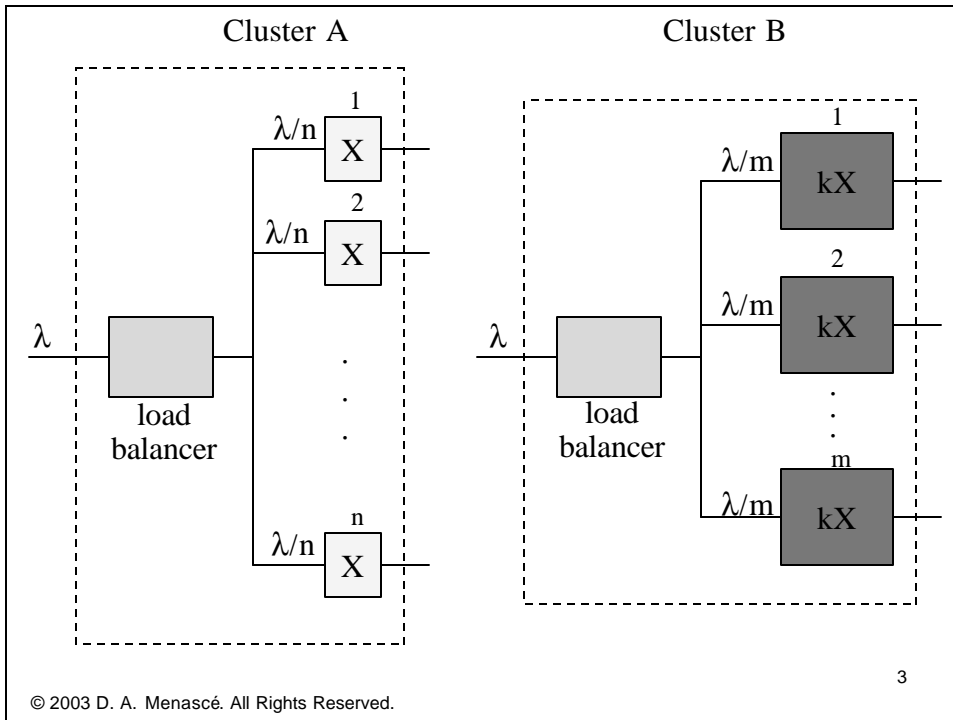 Cluster A
1
λ/n
X
2
λ/n
X
λ
load
balancer
n
λ/n
X
Cluster B
1
λ/m
kX
2
λ/m
kX
λ
load
balancer
m
λ/m
kX
3
© 2003 D. A. Menascé. All Rights Reserved.